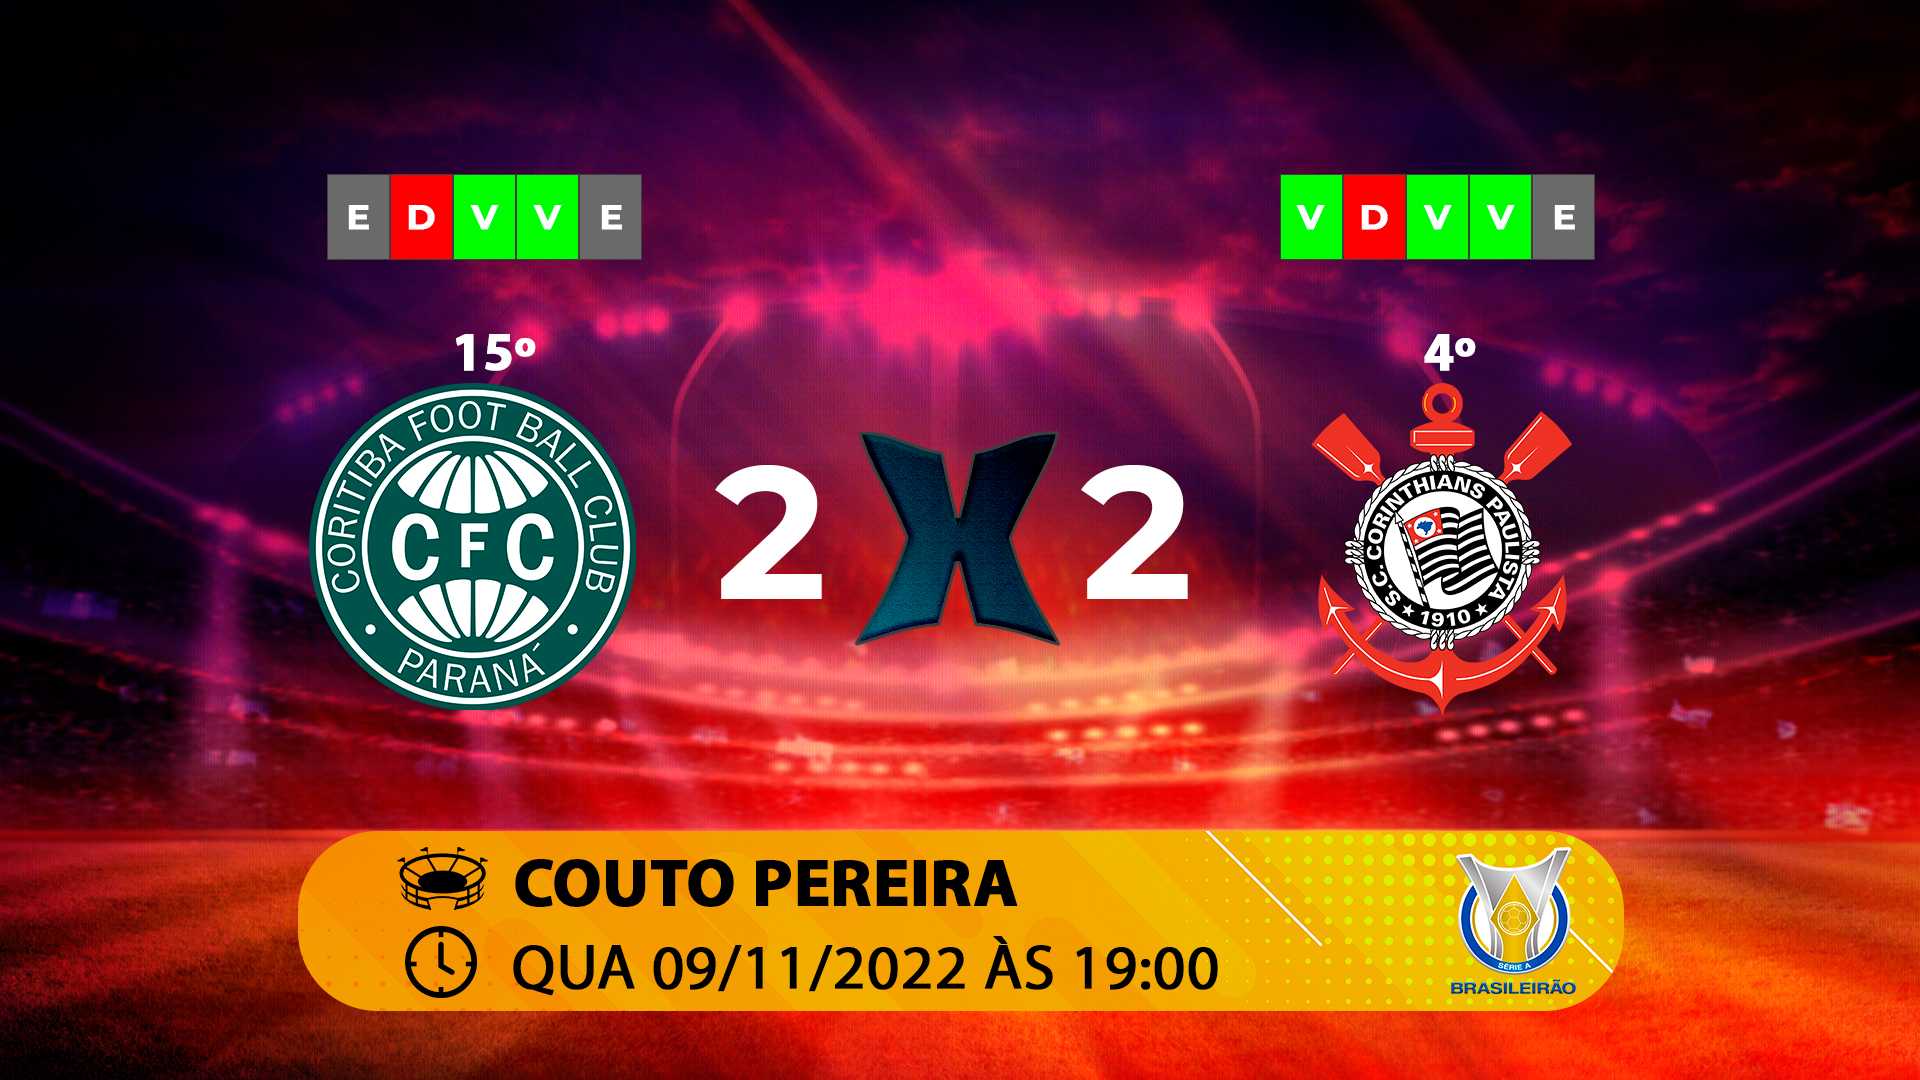 E D V V E
V D V V E
15º
4º
CORITIBA FOOT BALL CLUB
CFC
PARANÁ
2 X 2
S.C. CORINTHIANS PAULISTA
1910
COUTO PEREIRA
QUA 09/11/2022 ÀS 19:00
SÉRIE A
BRASILEIRÃO